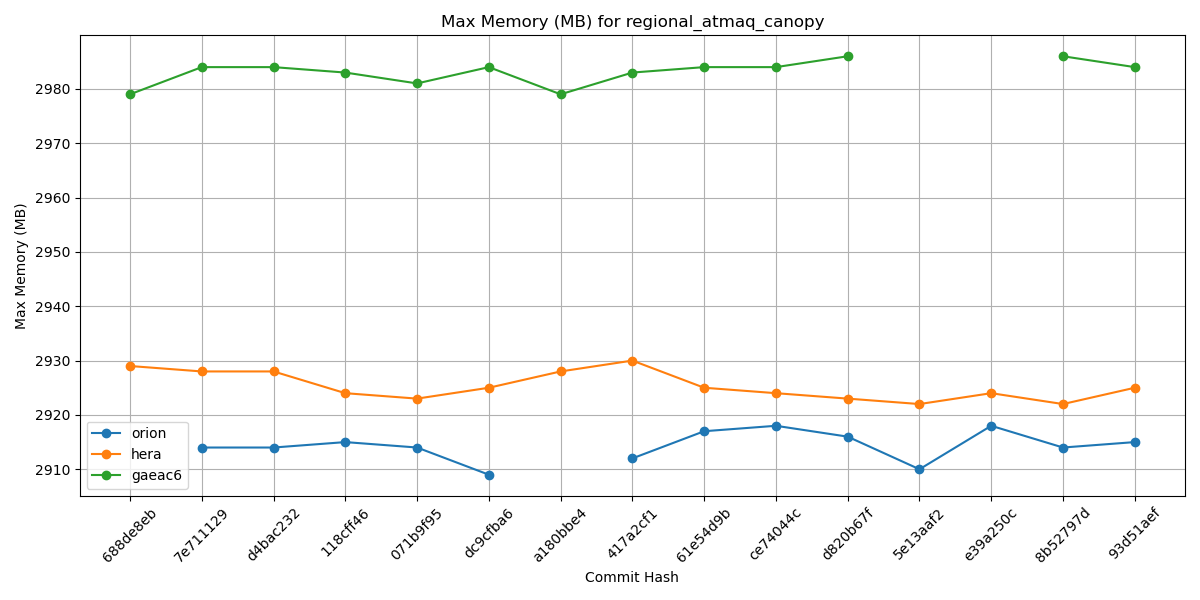 Max Memory (MB) for regional_atmaq_canopy
Max Memory (MB)
2980
2970
2960
2950
2940
2930
2920
2910
orion
hera
gaeac6
688de8eb
7e711129
d4bac232
118cff46
071b9f95
dc9cfba6
a180bbe4
417a2cf1
61e54d9b
ce74044c
d820b67f
5e13aaf2
e39a250c
8b52797d
93d51aef
Commit Hash